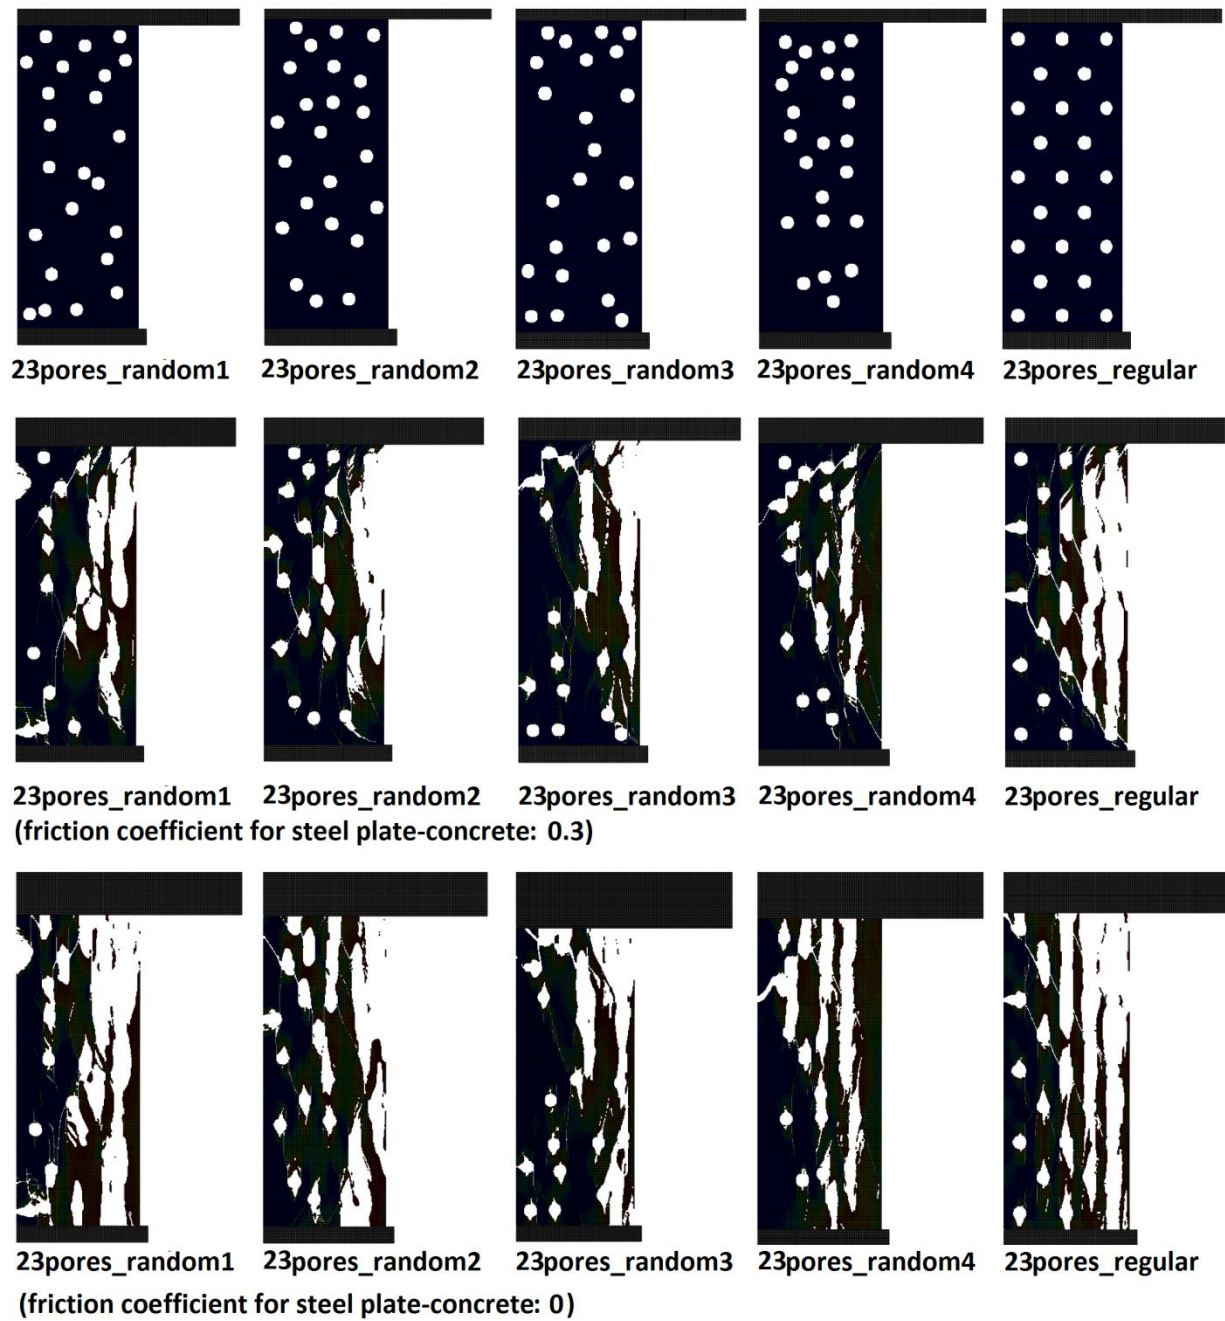 23pores_random1 23pores_random2 23pores_random3 23pores_random4 23pores_regular
23pores_random1 23pores_random2 23pores_random3 23pores_random4 23pores_regular
(friction coefficient for steel plate-concrete: 0.3)
23pores_random1 23pores_random2 23pores_random3 23pores_random4 23pores_regular
(friction coefficient for steel plate-concrete: 0)